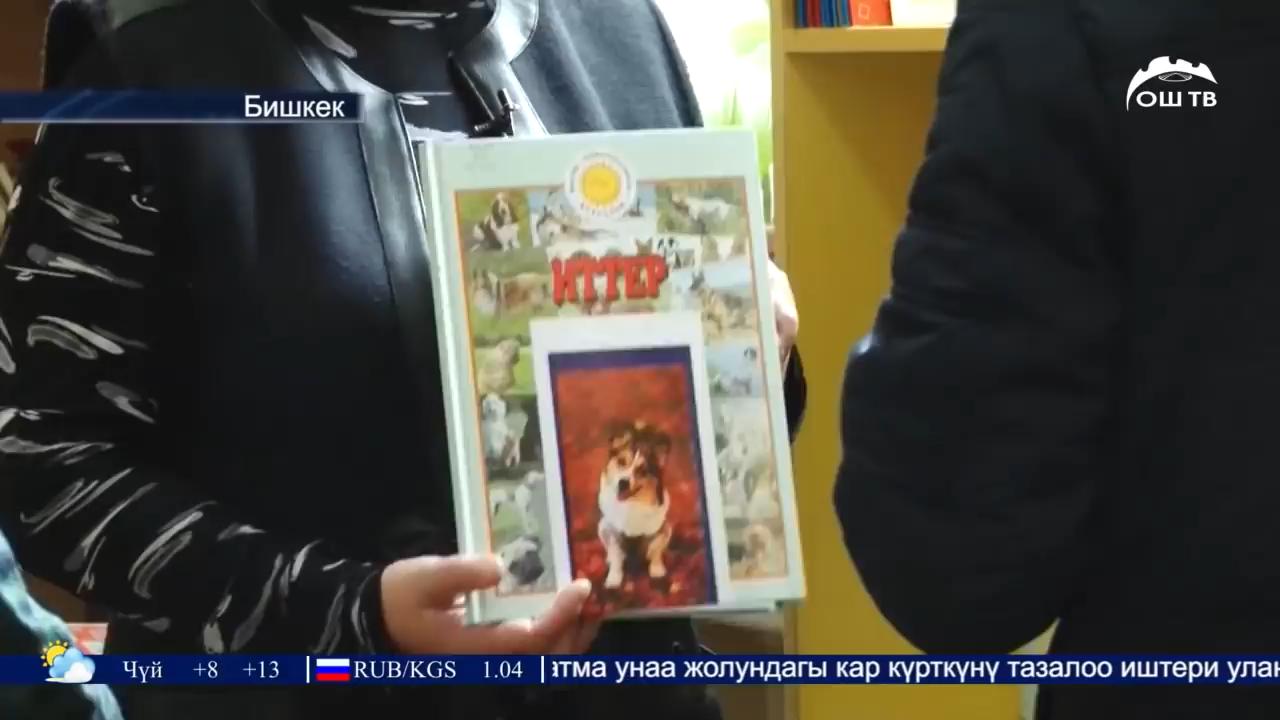 Бишкек
ОШ ТВ
ИТТЕР
Чүй +8 +13
RUB/KGS 1.04
атма унаа жолундагы кар күрткүнү тазалоо иштери улан